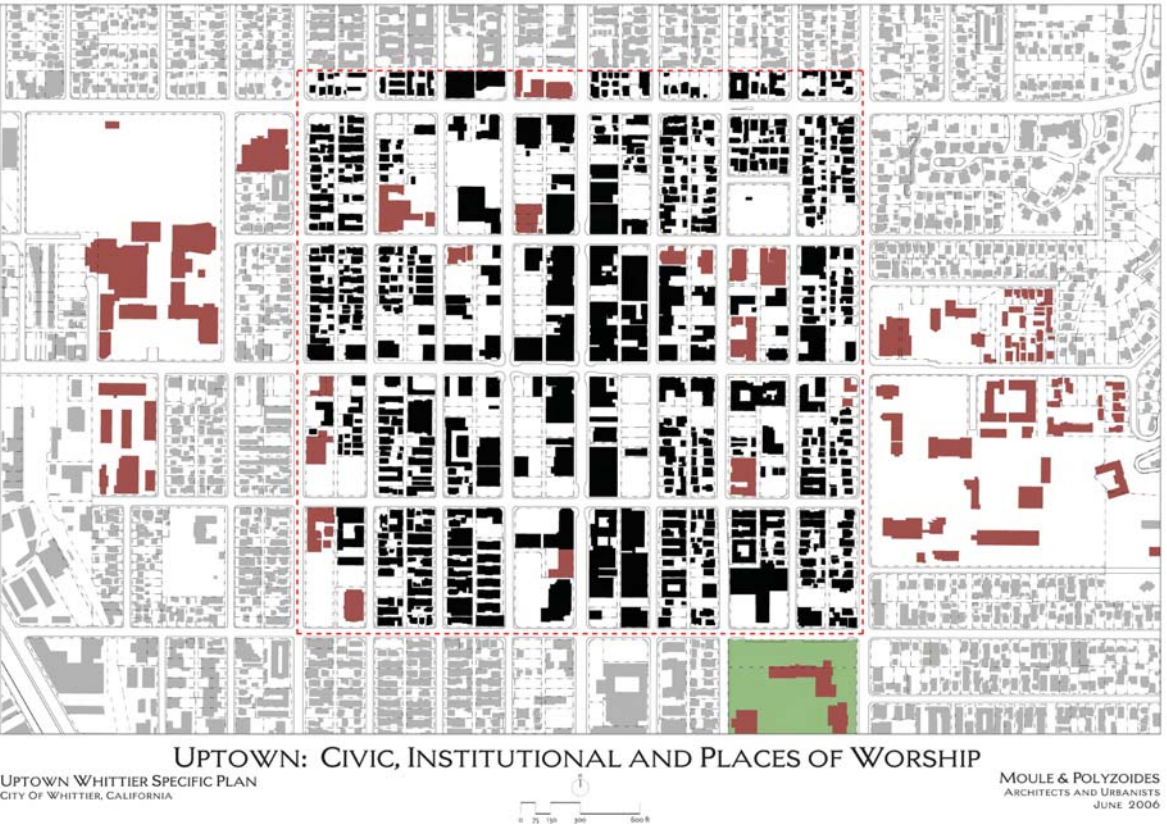 UPTOWN: CIVIC, INSTITUTIONAL AND PLACES OF WORSHIP
UPTOWN WHITTIER SPECIFIC PLAN
CITY OF WHITTIER, CALIFORNIA
0 75 150 300 600 ft
MOULE & POLYZOIDES
ARCHITECTS AND URBANISTS
JUNE 2006